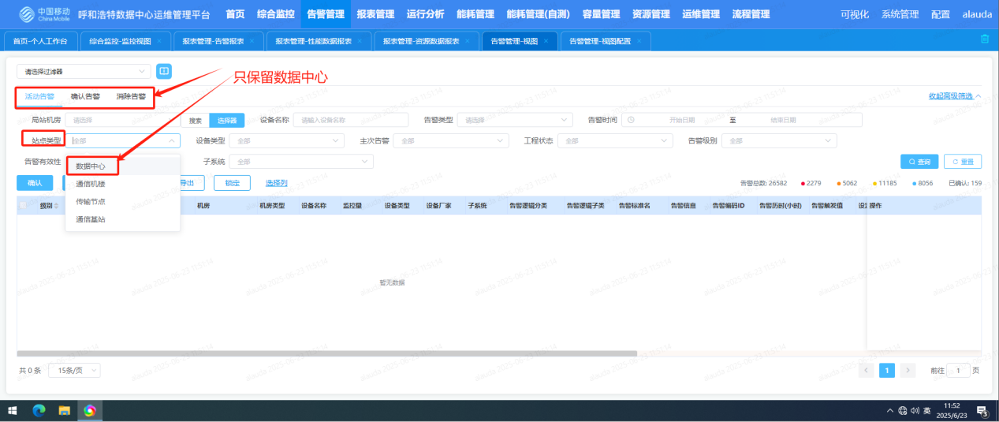 中国移动 China Mobile 呼和浩特数据中心运维管理平台 首页 综合监控 告警管理 报表管理 运行分析 能耗管理 能耗管理(自测) 容量管理 资源管理 运维管理 流程管理 可视化 系统管理 配置 alauda
首页-个人工作台 综合监控-监控视图 × 报表管理-告警报表 × 报表管理-性能数据报表 × 报表管理-资源数据报表 × 告警管理-视图 × 告警管理-视图配置 ×
请选择过滤器
只保留数据中心
活动告警 确认告警 消除告警 收起高级筛选
局站机房 请选择 搜索 选择器 设备名称 请输入设备名称 告警类型 请选择 告警时间 开始日期 至 结束日期
站点类型 全部 设备类型 全部 主次告警 全部 工程状态 全部 告警级别 全部
告警有效性 子系统 全部 查询 重置
数据中心
通信机楼
传输节点
通信基站
确认 导出 锁定 选择列 告警总数: 26582 2279 5062 11185 8056 已确认: 159
级别 机房 机房类型 设备名称 监控量 设备类型 设备厂家 子系统 告警逻辑分类 告警逻辑子类 告警标准名 告警信息 告警编码ID 告警历时(小时) 告警触发值 操作
暂无数据
共 0 条 15条/页 1 前往 1 页
alauda 2025-06-23 11:51:14
英 11:52
2025/6/23
3